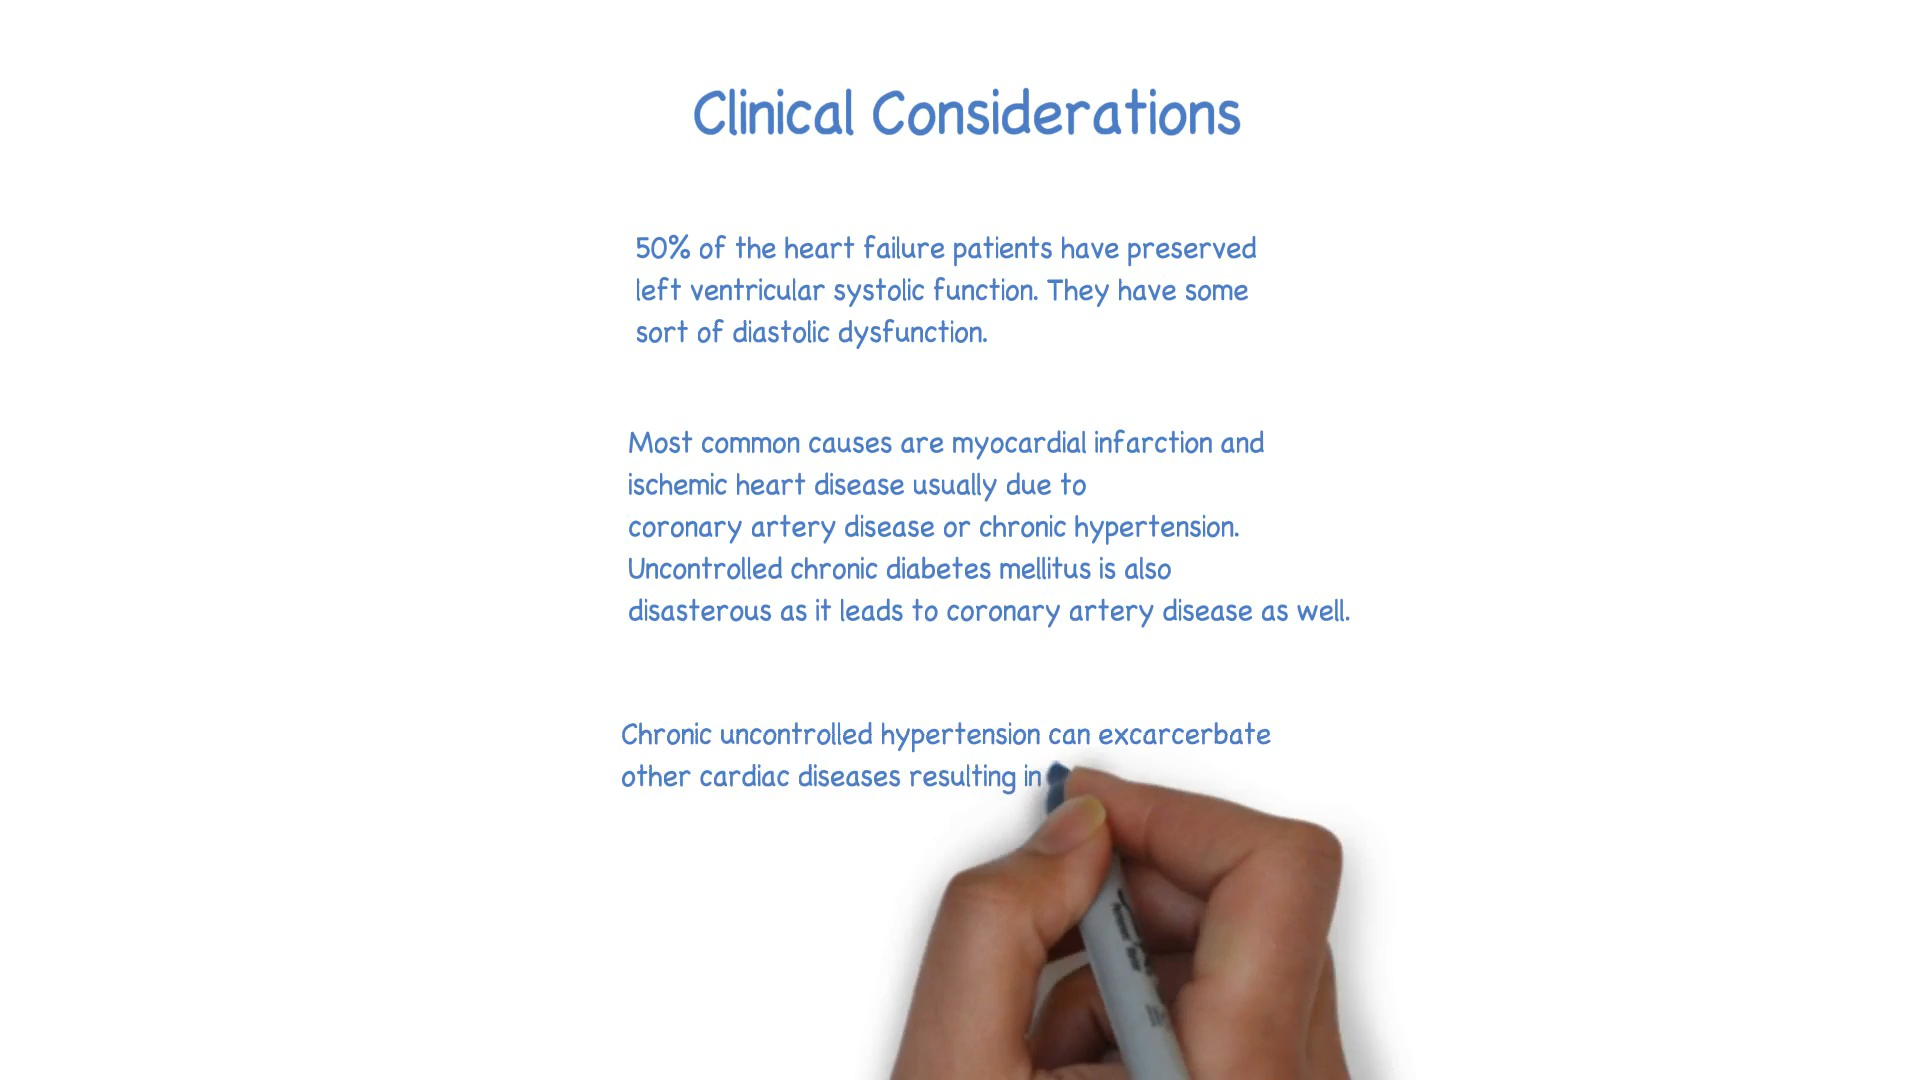 Clinical Considerations
50% of the heart failure patients have preserved
left ventricular systolic function. They have some
sort of diastolic dysfunction.
Most common causes are myocardial infarction and
ischemic heart disease usually due to
coronary artery disease or chronic hypertension.
Uncontrolled chronic diabetes mellitus is also
disasterous as it leads to coronary artery disease as well.
Chronic uncontrolled hypertension can excarcerbate
other cardiac diseases resulting in